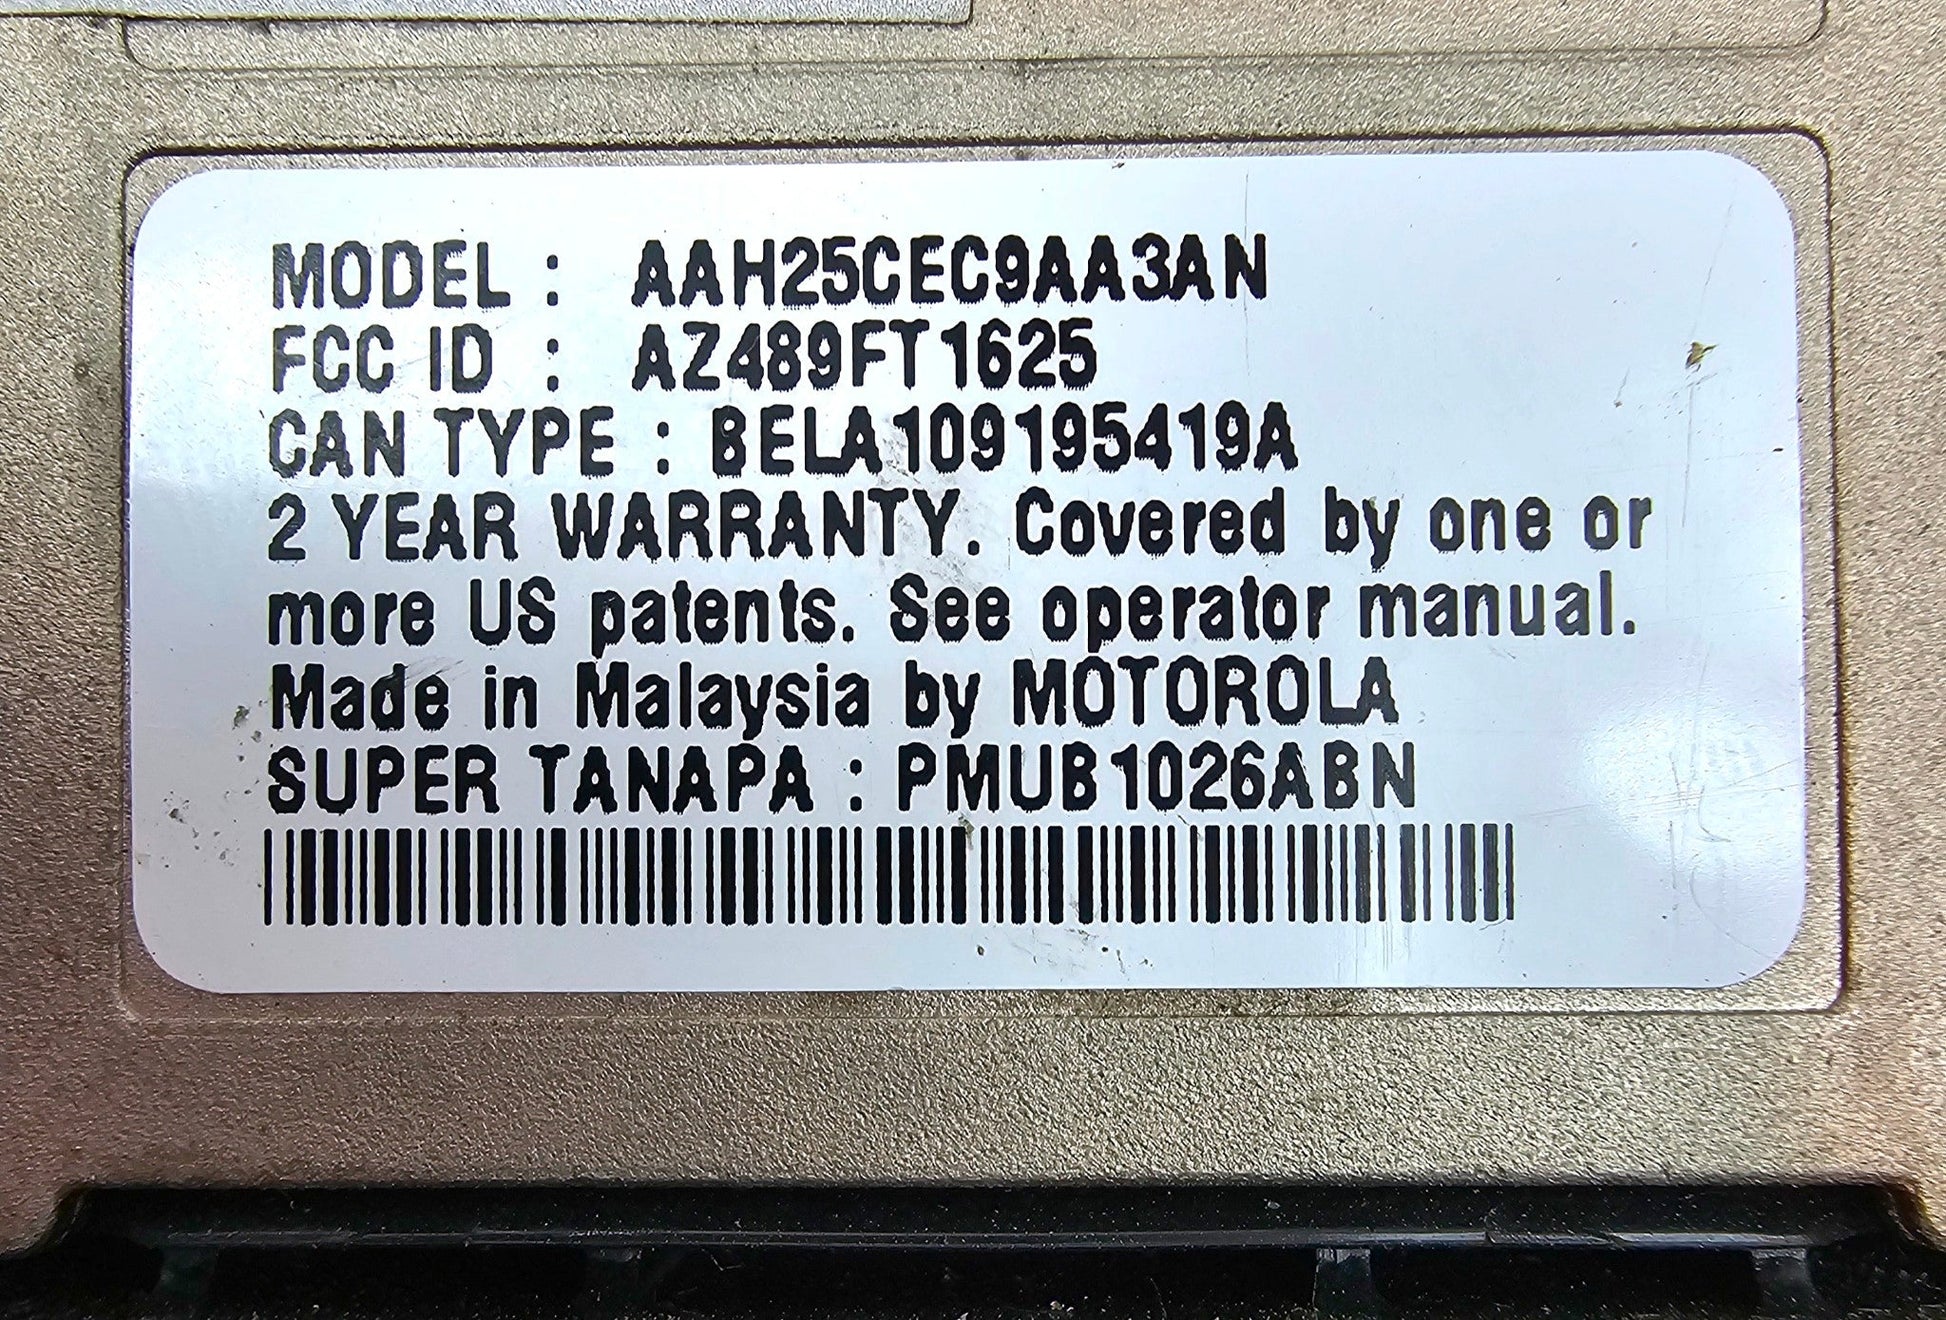 MODEL : AAH25CEC9AA3AN
FCC ID : AZ489FT1625
CAN TYPE : BELA109195419A
2 YEAR WARRANTY. Covered by one or
more US patents. See operator manual.
Made in Malaysia by MOTOROLA
SUPER TANAPA : PMUB1026ABN